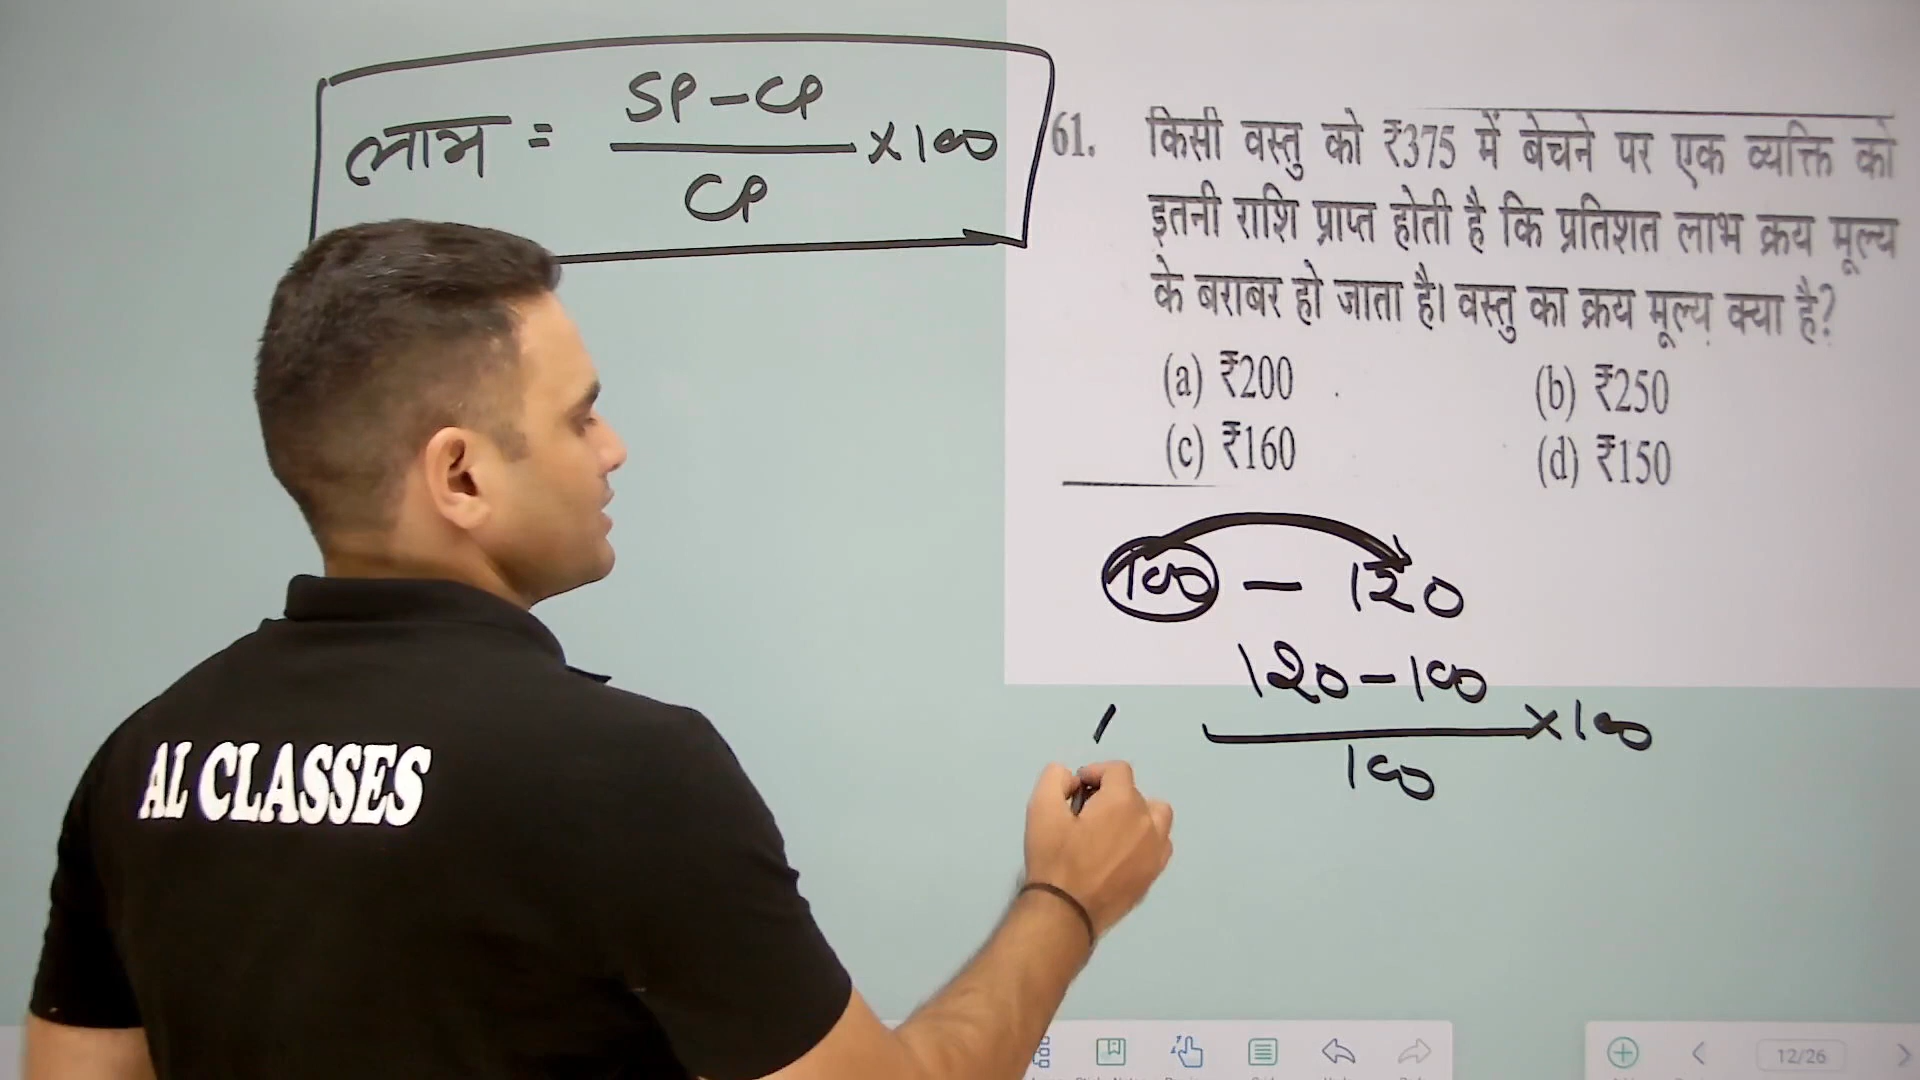 लाभ = SP-CP / CP ×100
61. किसी वस्तु को ₹375 में बेचने पर एक व्यक्ति को
इतनी राशि प्राप्त होती है कि प्रतिशत लाभ क्रय मूल्य
के बराबर हो जाता है। वस्तु का क्रय मूल्य क्या है?
(a) ₹200 (b) ₹250
(c) ₹160 (d) ₹150
100 - 120
120-100
×100
100
AL CLASSES
12/26